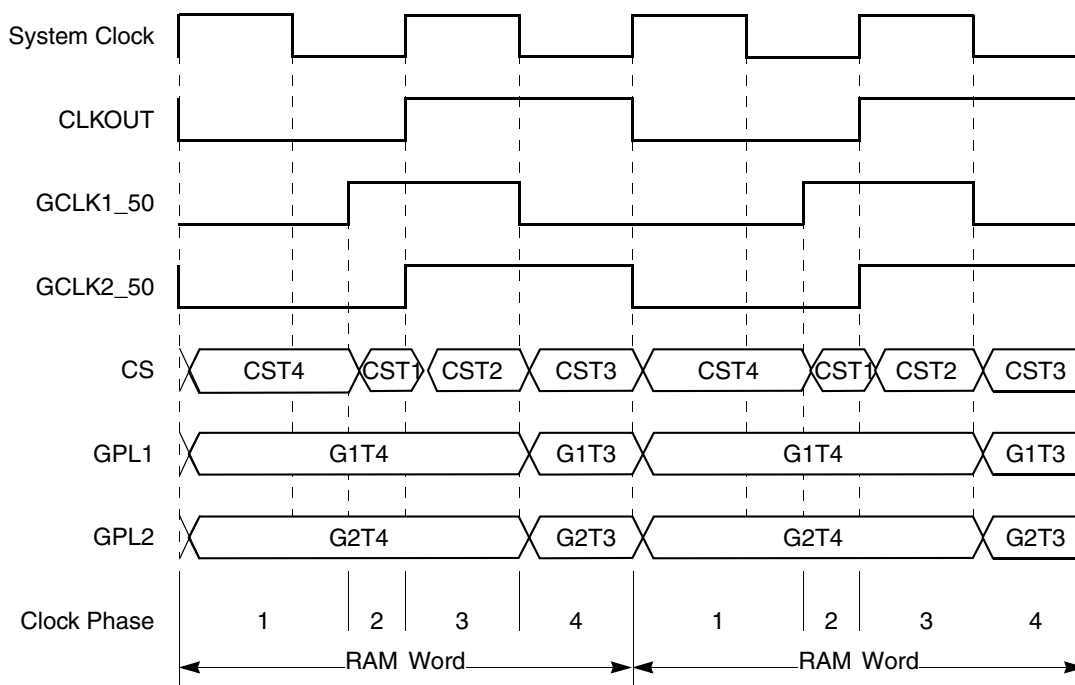 System Clock
CLKOUT
GCLK1_50
GCLK2_50
CS CST4 CST1 CST2 CST3 CST4 CST1 CST2 CST3
GPL1 G1T4 G1T3 G1T4 G1T3
GPL2 G2T4 G2T3 G2T4 G2T3
Clock Phase 1 2 3 4 1 2 3 4
RAM Word RAM Word